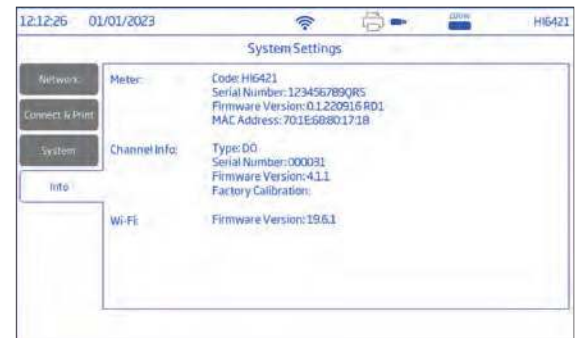 12:12:26 01/01/2023 HI6421
System Settings
Network
Connect & Print
System
Info
Meter: Code: HI6421
Serial Number: 123456789QRS
Firmware Version: 0.1.220916 RD1
MAC Address: 70:1E:68:80:17:18
Channel Info: Type: DO
Serial Number: 000031
Firmware Version: 4.1.1
Factory Calibration:
Wi-Fi: Firmware Version: 19.6.1